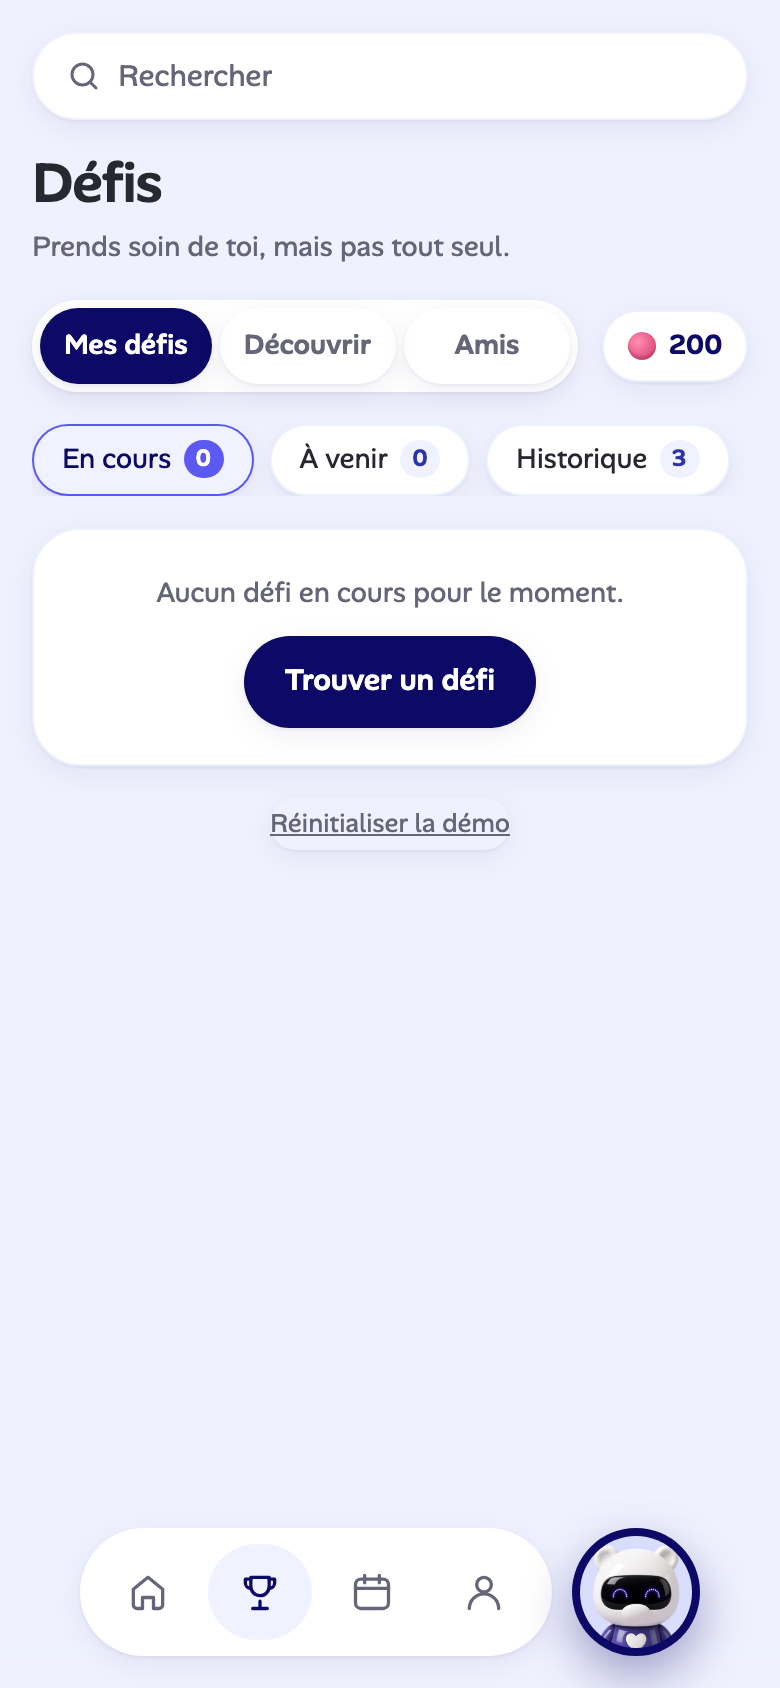 Rechercher
Défis
Prends soin de toi, mais pas tout seul.
Mes défis Découvrir Amis 200
En cours 0 À venir 0 Historique 3
Aucun défi en cours pour le moment.
Trouver un défi
Réinitialiser la démo